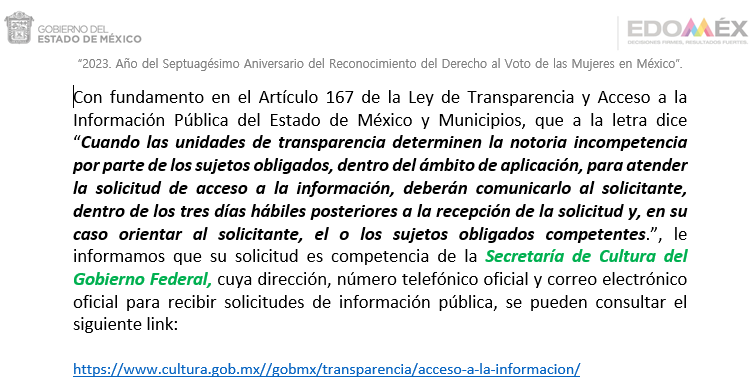 GOBIERNO DEL
ESTADO DE MÉXICO
EDOMÉX
DECISIONES FIRMES, RESULTADOS FUERTES.
“2023. Año del Septuagésimo Aniversario del Reconocimiento del Derecho al Voto de las Mujeres en México”.
Con fundamento en el Artículo 167 de la Ley de Transparencia y Acceso a la
Información Pública del Estado de México y Municipios, que a la letra dice
“Cuando las unidades de transparencia determinen la notoria incompetencia
por parte de los sujetos obligados, dentro del ámbito de aplicación, para atender
la solicitud de acceso a la información, deberán comunicarlo al solicitante,
dentro de los tres días hábiles posteriores a la recepción de la solicitud y, en su
caso orientar al solicitante, el o los sujetos obligados competentes.”, le
informamos que su solicitud es competencia de la Secretaría de Cultura del
Gobierno Federal, cuya dirección, número telefónico oficial y correo electrónico
oficial para recibir solicitudes de información pública, se pueden consultar el
siguiente link:
https://www.cultura.gob.mx//gobmx/transparencia/acceso-a-la-informacion/